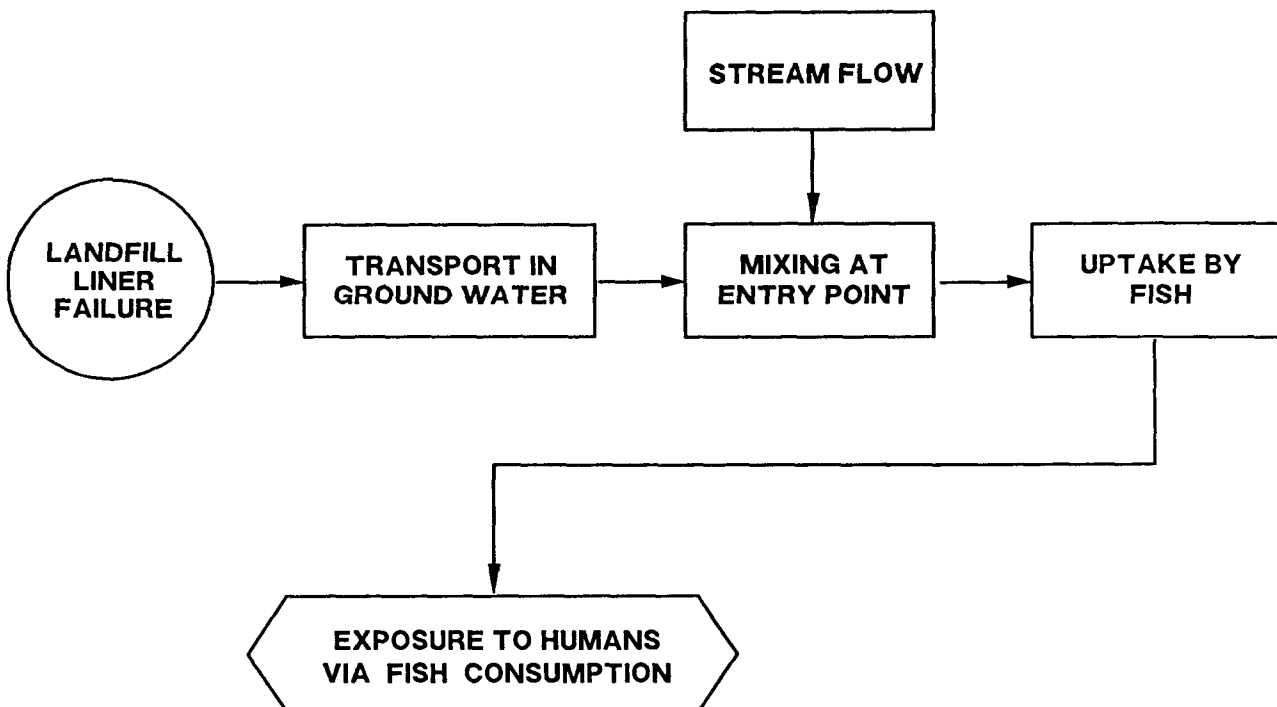 STREAM FLOW
LANDFILL
LINER
FAILURE
TRANSPORT IN
GROUND WATER
MIXING AT
ENTRY POINT
UPTAKE BY
FISH
EXPOSURE TO HUMANS
VIA FISH CONSUMPTION